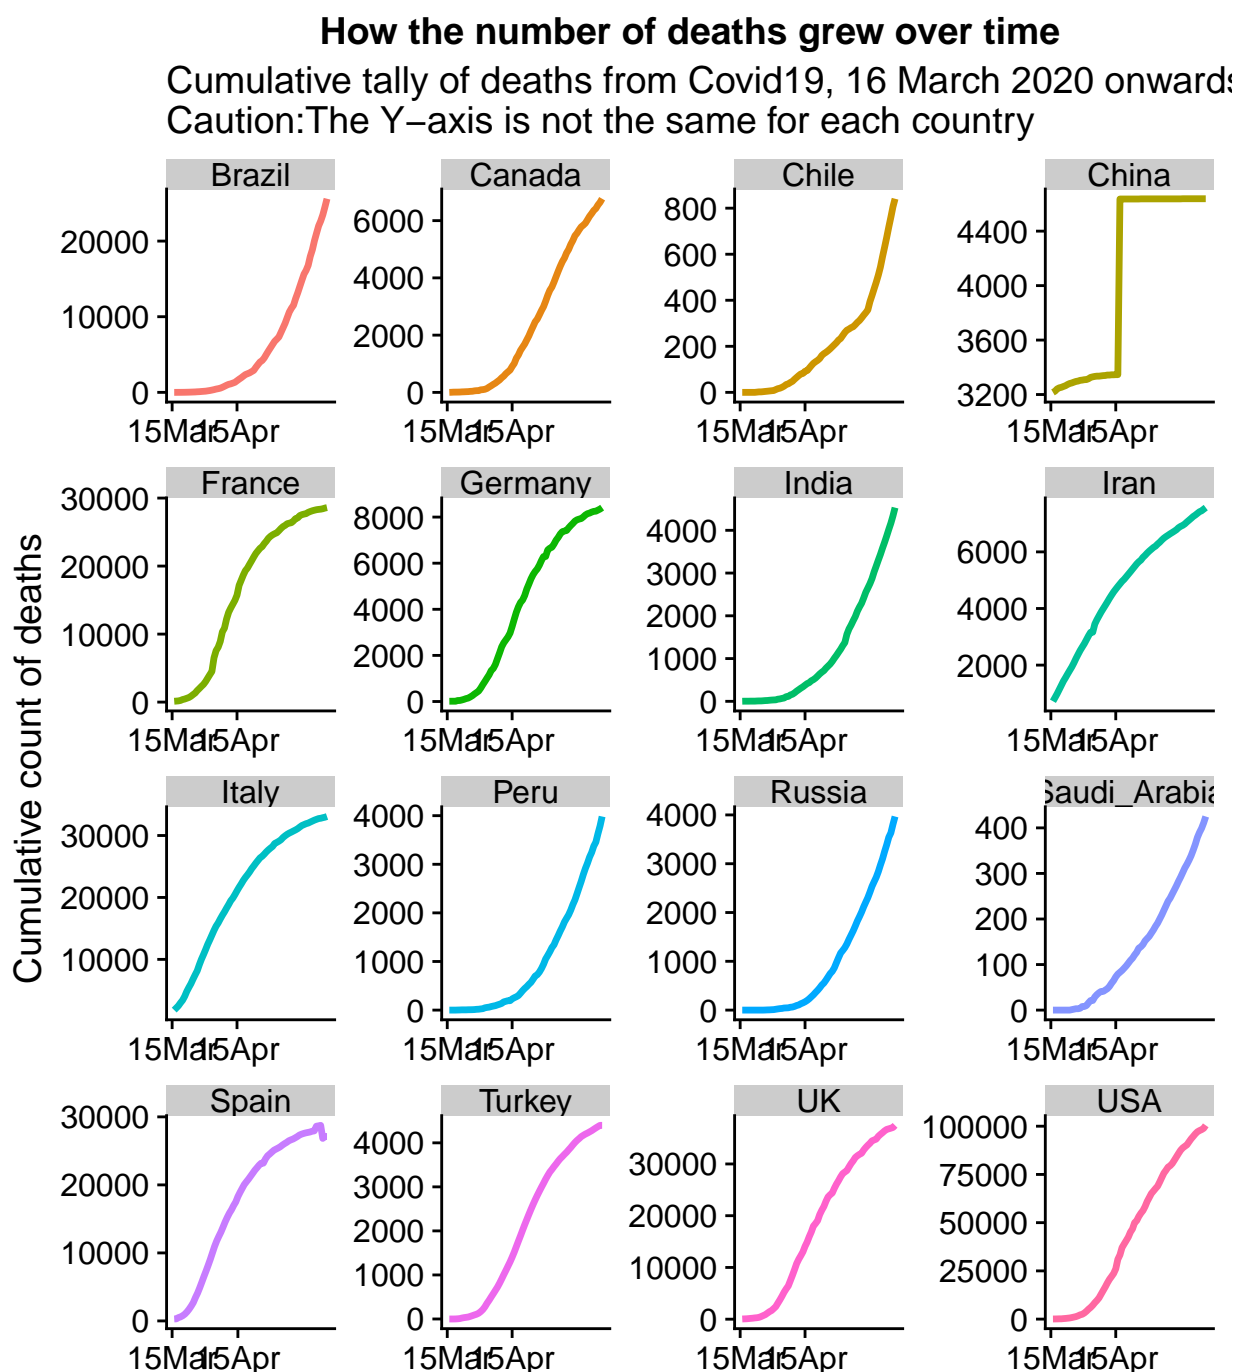 How the number of deaths grew over time
Cumulative tally of deaths from Covid19, 16 March 2020 onwards
Caution:The Y−axis is not the same for each country
Cumulative count of deaths
Brazil
20000
10000
0
15Mar
15Apr
Canada
6000
4000
2000
0
15Mar
15Apr
Chile
800
600
400
200
0
15Mar
15Apr
China
4400
4000
3600
3200
15Mar
15Apr
France
30000
20000
10000
0
15Mar
15Apr
Germany
8000
6000
4000
2000
0
15Mar
15Apr
India
4000
3000
2000
1000
0
15Mar
15Apr
Iran
6000
4000
2000
15Mar
15Apr
Italy
30000
20000
10000
15Mar
15Apr
Peru
4000
3000
2000
1000
0
15Mar
15Apr
Russia
4000
3000
2000
1000
0
15Mar
15Apr
Saudi_Arabia
400
300
200
100
0
15Mar
15Apr
Spain
30000
20000
10000
0
15Mar
15Apr
Turkey
4000
3000
2000
1000
0
15Mar
15Apr
UK
30000
20000
10000
0
15Mar
15Apr
USA
100000
75000
50000
25000
0
15Mar
15Apr